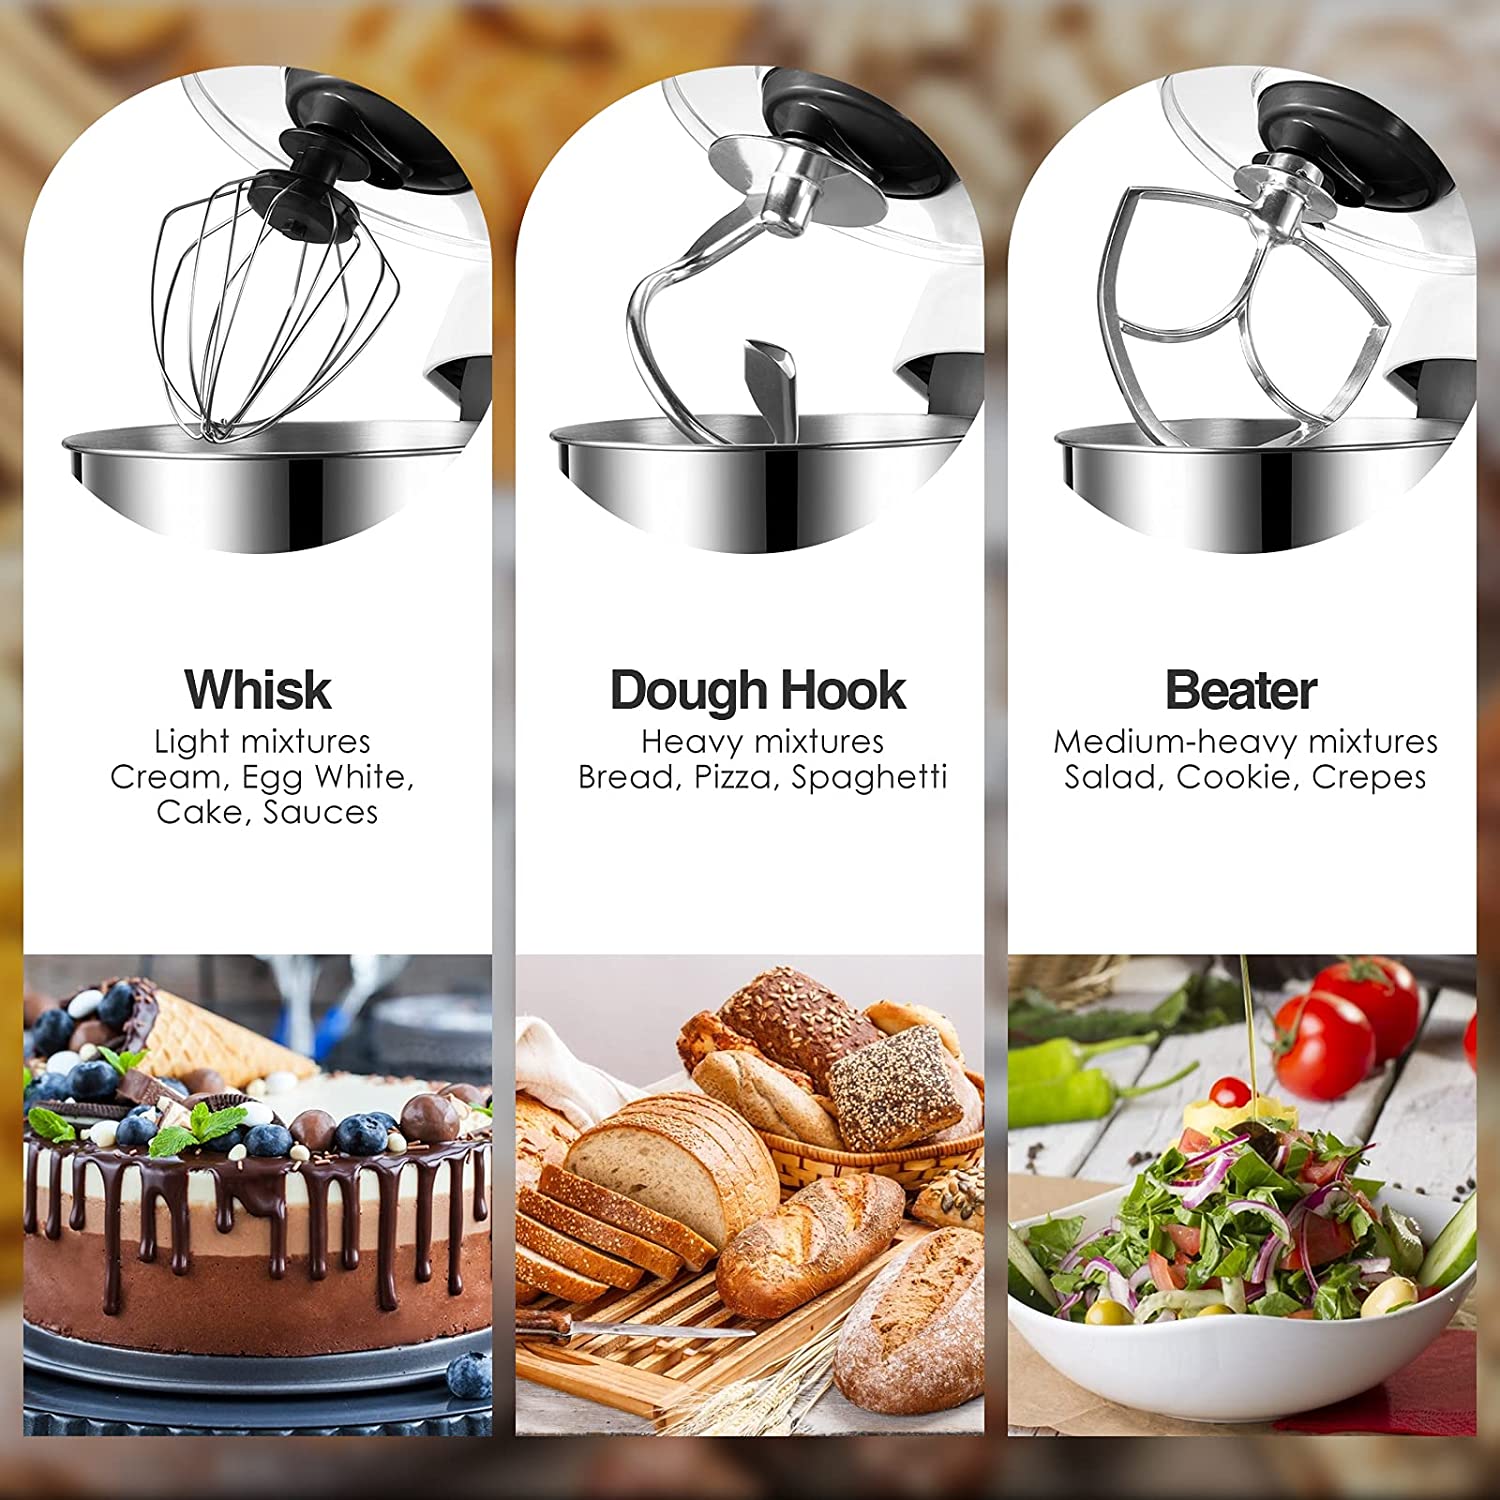 Whisk
Light mixtures
Cream, Egg White,
Cake, Sauces
Dough Hook
Heavy mixtures
Bread, Pizza, Spaghetti
Beater
Medium-heavy mixtures
Salad, Cookie, Crepes